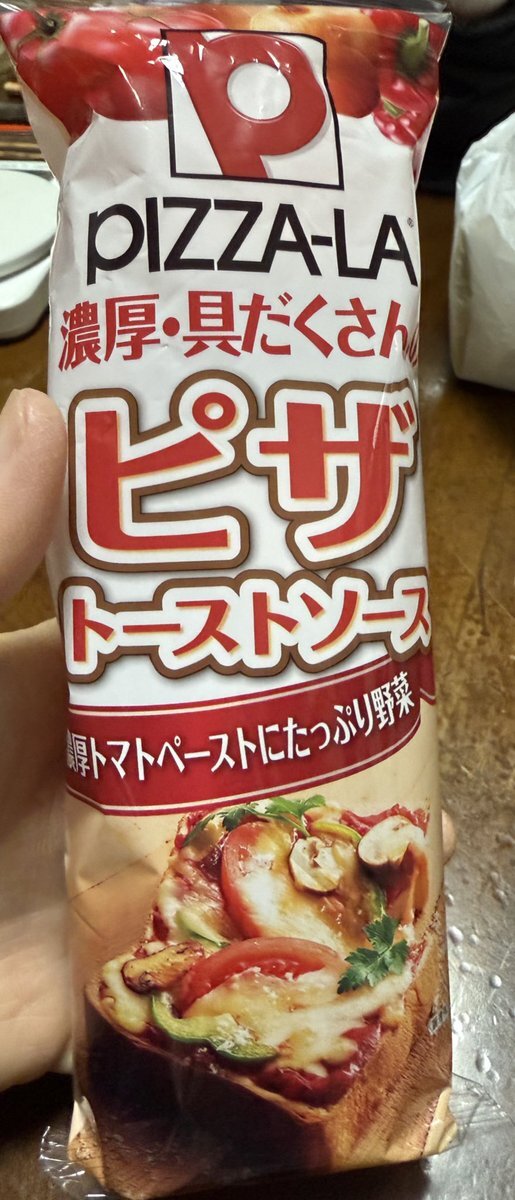 PIZZA-LA®
濃厚・具だくさんの
ピザ
トーストソース
濃厚トマトペーストにたっぷり野菜